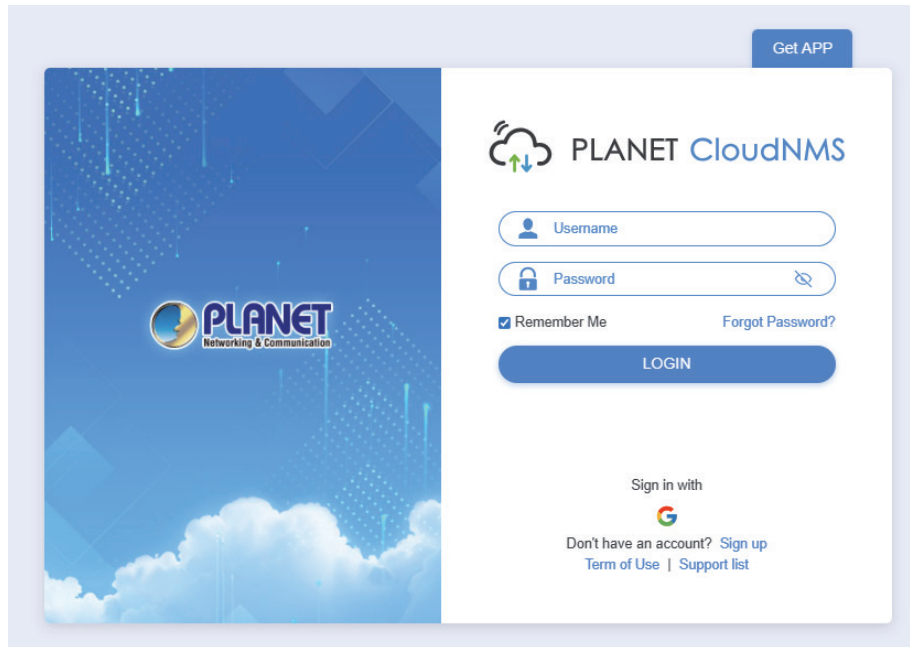 Get APP
PLANET
Networking & Communication
PLANET CloudNMS
Username
Password
Remember Me Forgot Password?
LOGIN
Sign in with
Don't have an account? Sign up
Term of Use | Support list